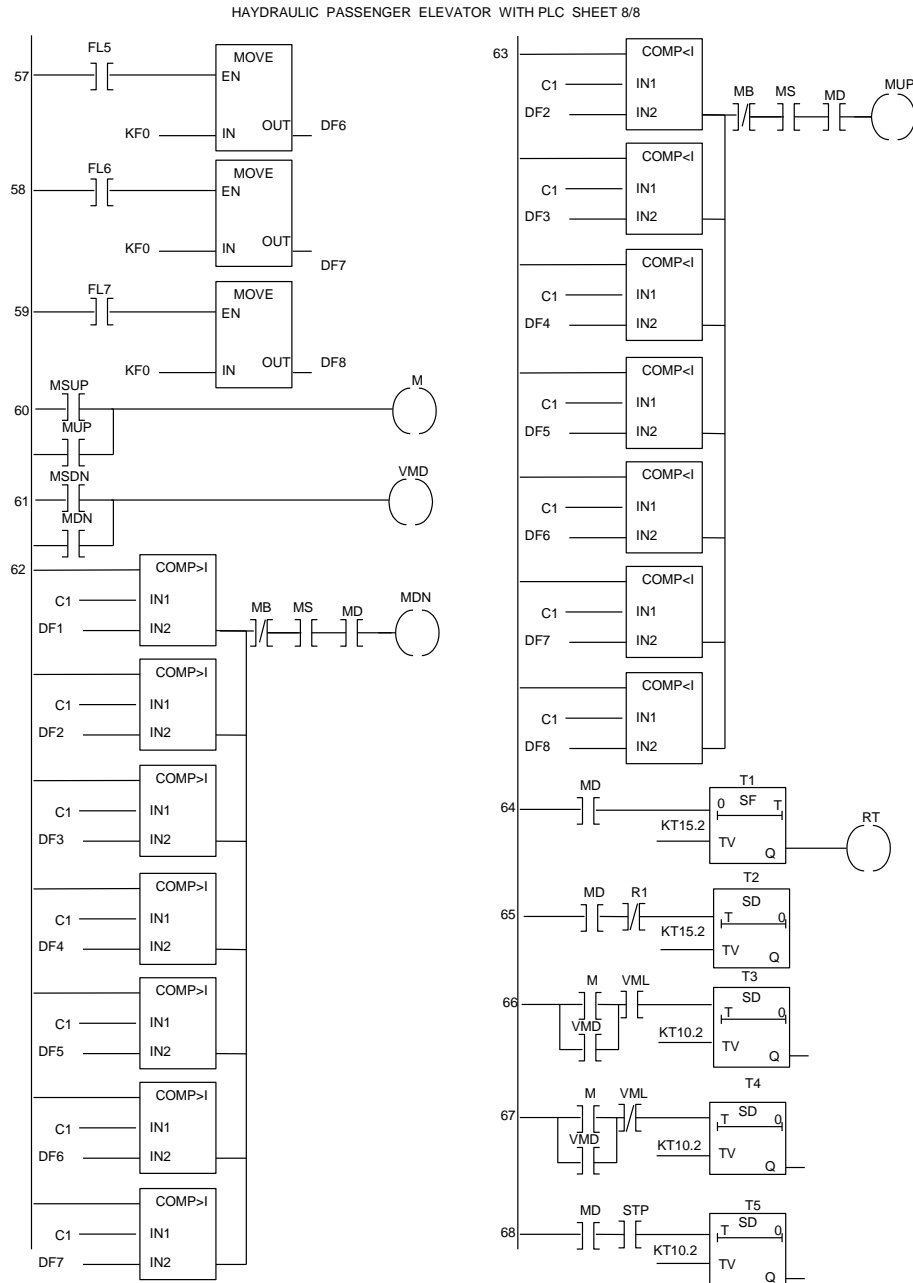 HAYDRAULIC PASSENGER ELEVATOR WITH PLC SHEET 8/8
FL5
57
MOVE
EN
KF0
IN
OUT
DF6
FL6
58
MOVE
EN
KF0
IN
OUT
DF7
FL7
59
MOVE
EN
KF0
IN
OUT
DF8
MSUP
60
M
MUP
MSDN
61
VMD
MDN
62
COMP>I
C1
IN1
DF1
IN2
MB
MS
MD
MDN
COMP>I
C1
IN1
DF2
IN2
COMP>I
C1
IN1
DF3
IN2
COMP>I
C1
IN1
DF4
IN2
COMP>I
C1
IN1
DF5
IN2
COMP>I
C1
IN1
DF6
IN2
COMP>I
C1
IN1
DF7
IN2
63
COMP<I
C1
IN1
DF2
IN2
MB
MS
MD
MUP
COMP<I
C1
IN1
DF3
IN2
COMP<I
C1
IN1
DF4
IN2
COMP<I
C1
IN1
DF5
IN2
COMP<I
C1
IN1
DF6
IN2
COMP<I
C1
IN1
DF7
IN2
COMP<I
C1
IN1
DF8
IN2
64
MD
T1
0 SF T
KT15.2
TV
Q
RT
65
MD
R1
T2
SD
T 0
KT15.2
TV
Q
66
M
VML
VMD
T3
SD
T 0
KT10.2
TV
Q
67
M
VML
VMD
T4
SD
T 0
KT10.2
TV
Q
68
MD
STP
T5
SD
T 0
KT10.2
TV
Q